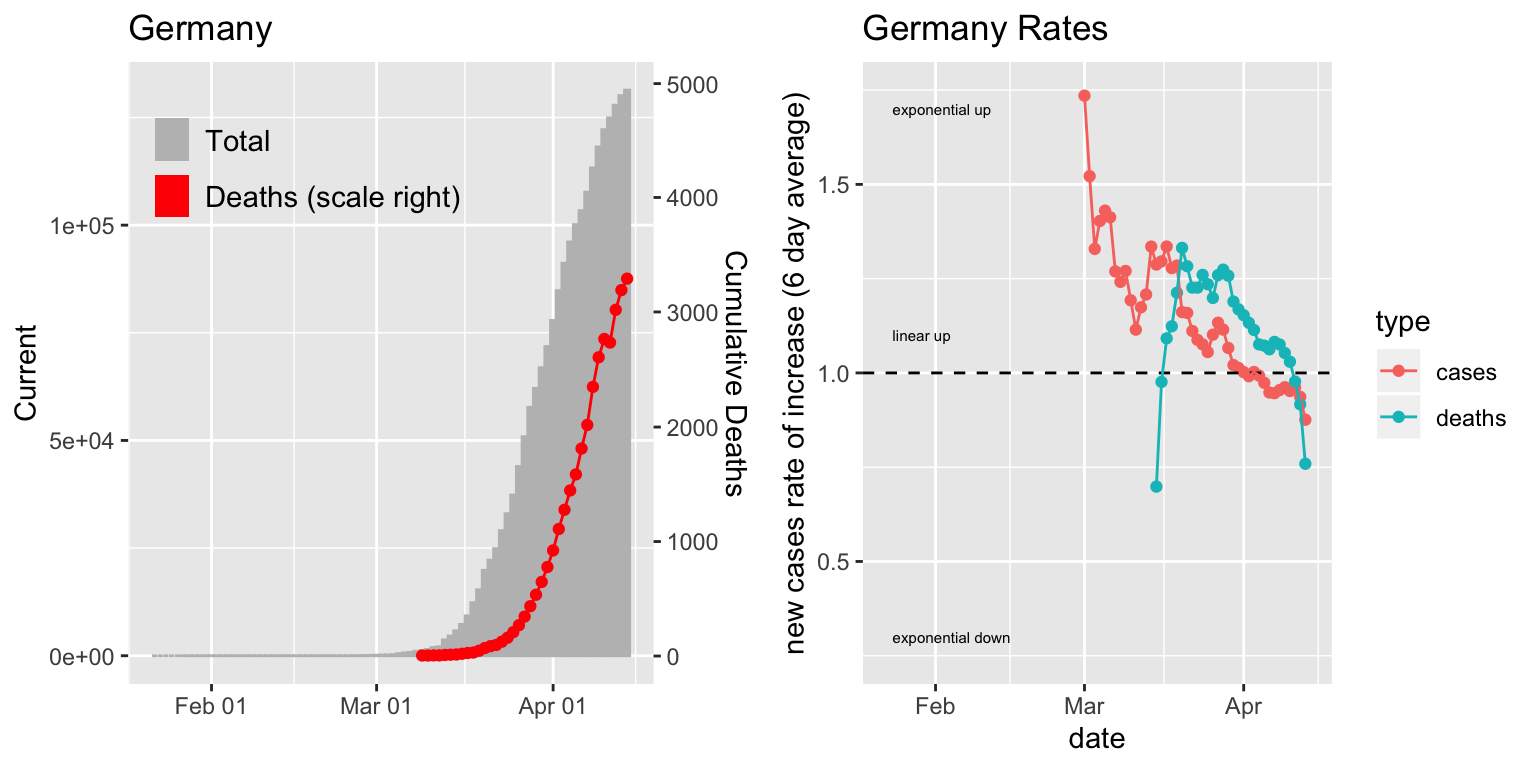 Germany
Total
Deaths (scale right)
Current
1e+05
5e+04
0e+00
Feb 01
Mar 01
Apr 01
5000
4000
3000
2000
1000
0
Cumulative Deaths
Germany Rates
new cases rate of increase (6 day average)
1.5
1.0
0.5
exponential up
linear up
exponential down
Feb
Mar
Apr
date
type
cases
deaths